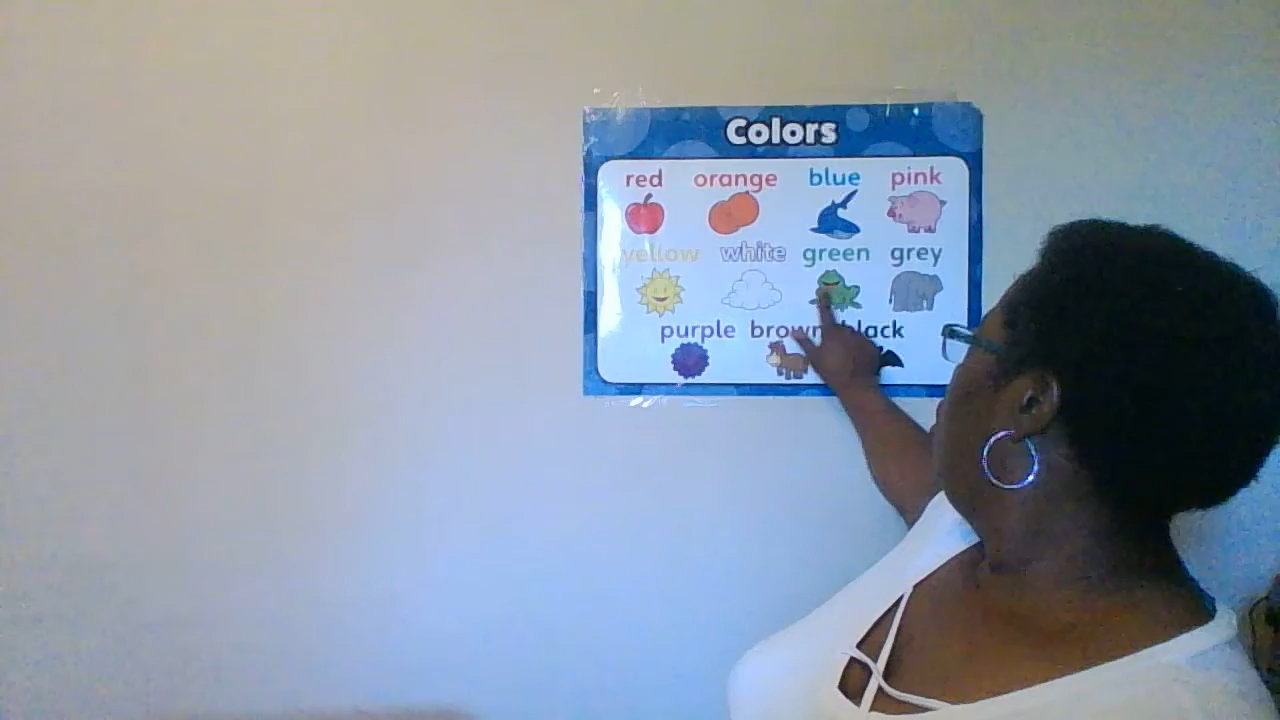 Colors
red orange blue pink
yellow white green grey
purple brown black